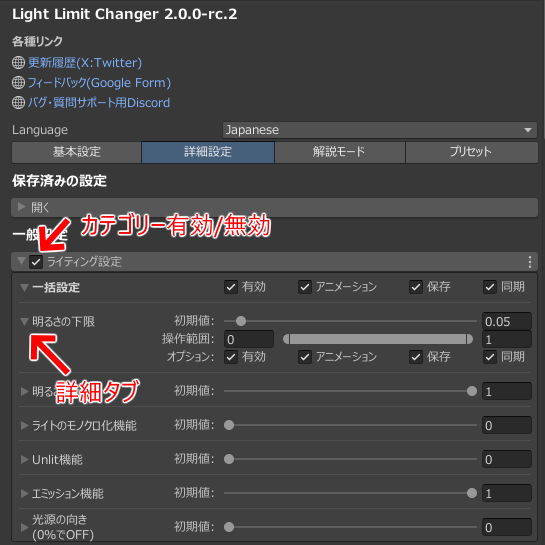 Light Limit Changer 2.0.0-rc.2
各種リンク
更新履歴(X:Twitter)
フィードバック(Google Form)
バグ・質問サポート用Discord
Language Japanese
基本設定 詳細設定 解説モード プリセット
保存済みの設定
開く
カテゴリー有効/無効
一般設定
ライティング設定
一括設定 有効 アニメーション 保存 同期
明るさの下限 初期値: 0.05
操作範囲: 0 1
オプション: 有効 アニメーション 保存 同期
詳細タブ
明る 初期値: 1
ライトのモノクロ化機能 初期値: 0
Unlit機能 初期値: 0
エミッション機能 初期値: 1
光源の向き
(0%でOFF) 初期値: 0